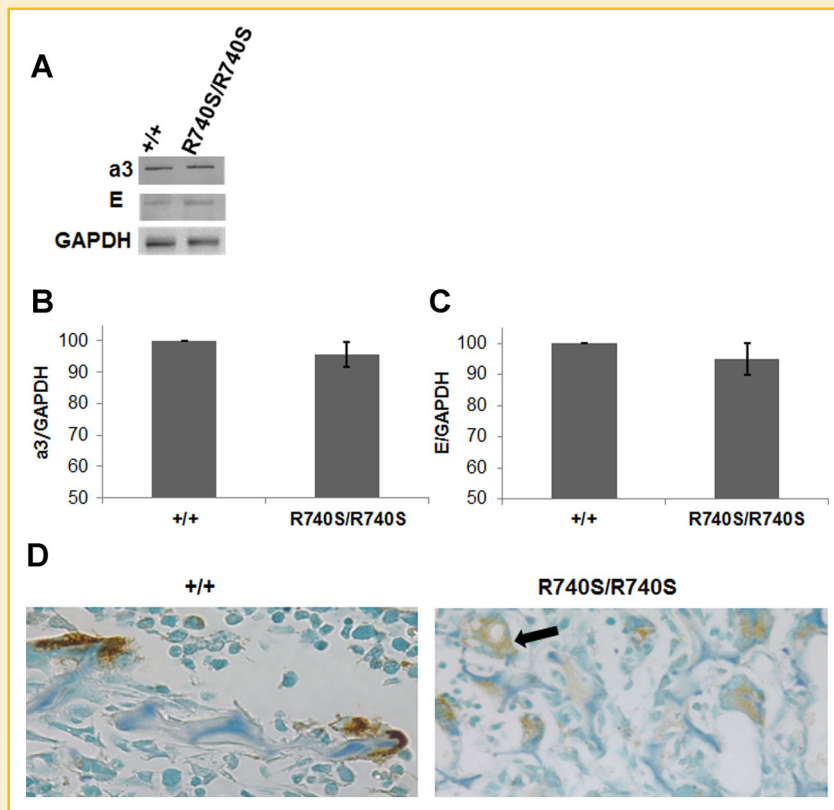 A
+/+
R740S/R740S
a3
E
GAPDH
B
100
90
80
70
60
50
a3/GAPDH
+/+
R740S/R740S
C
100
90
80
70
60
50
E/GAPDH
+/+
R740S/R740S
D
+/+
R740S/R740S